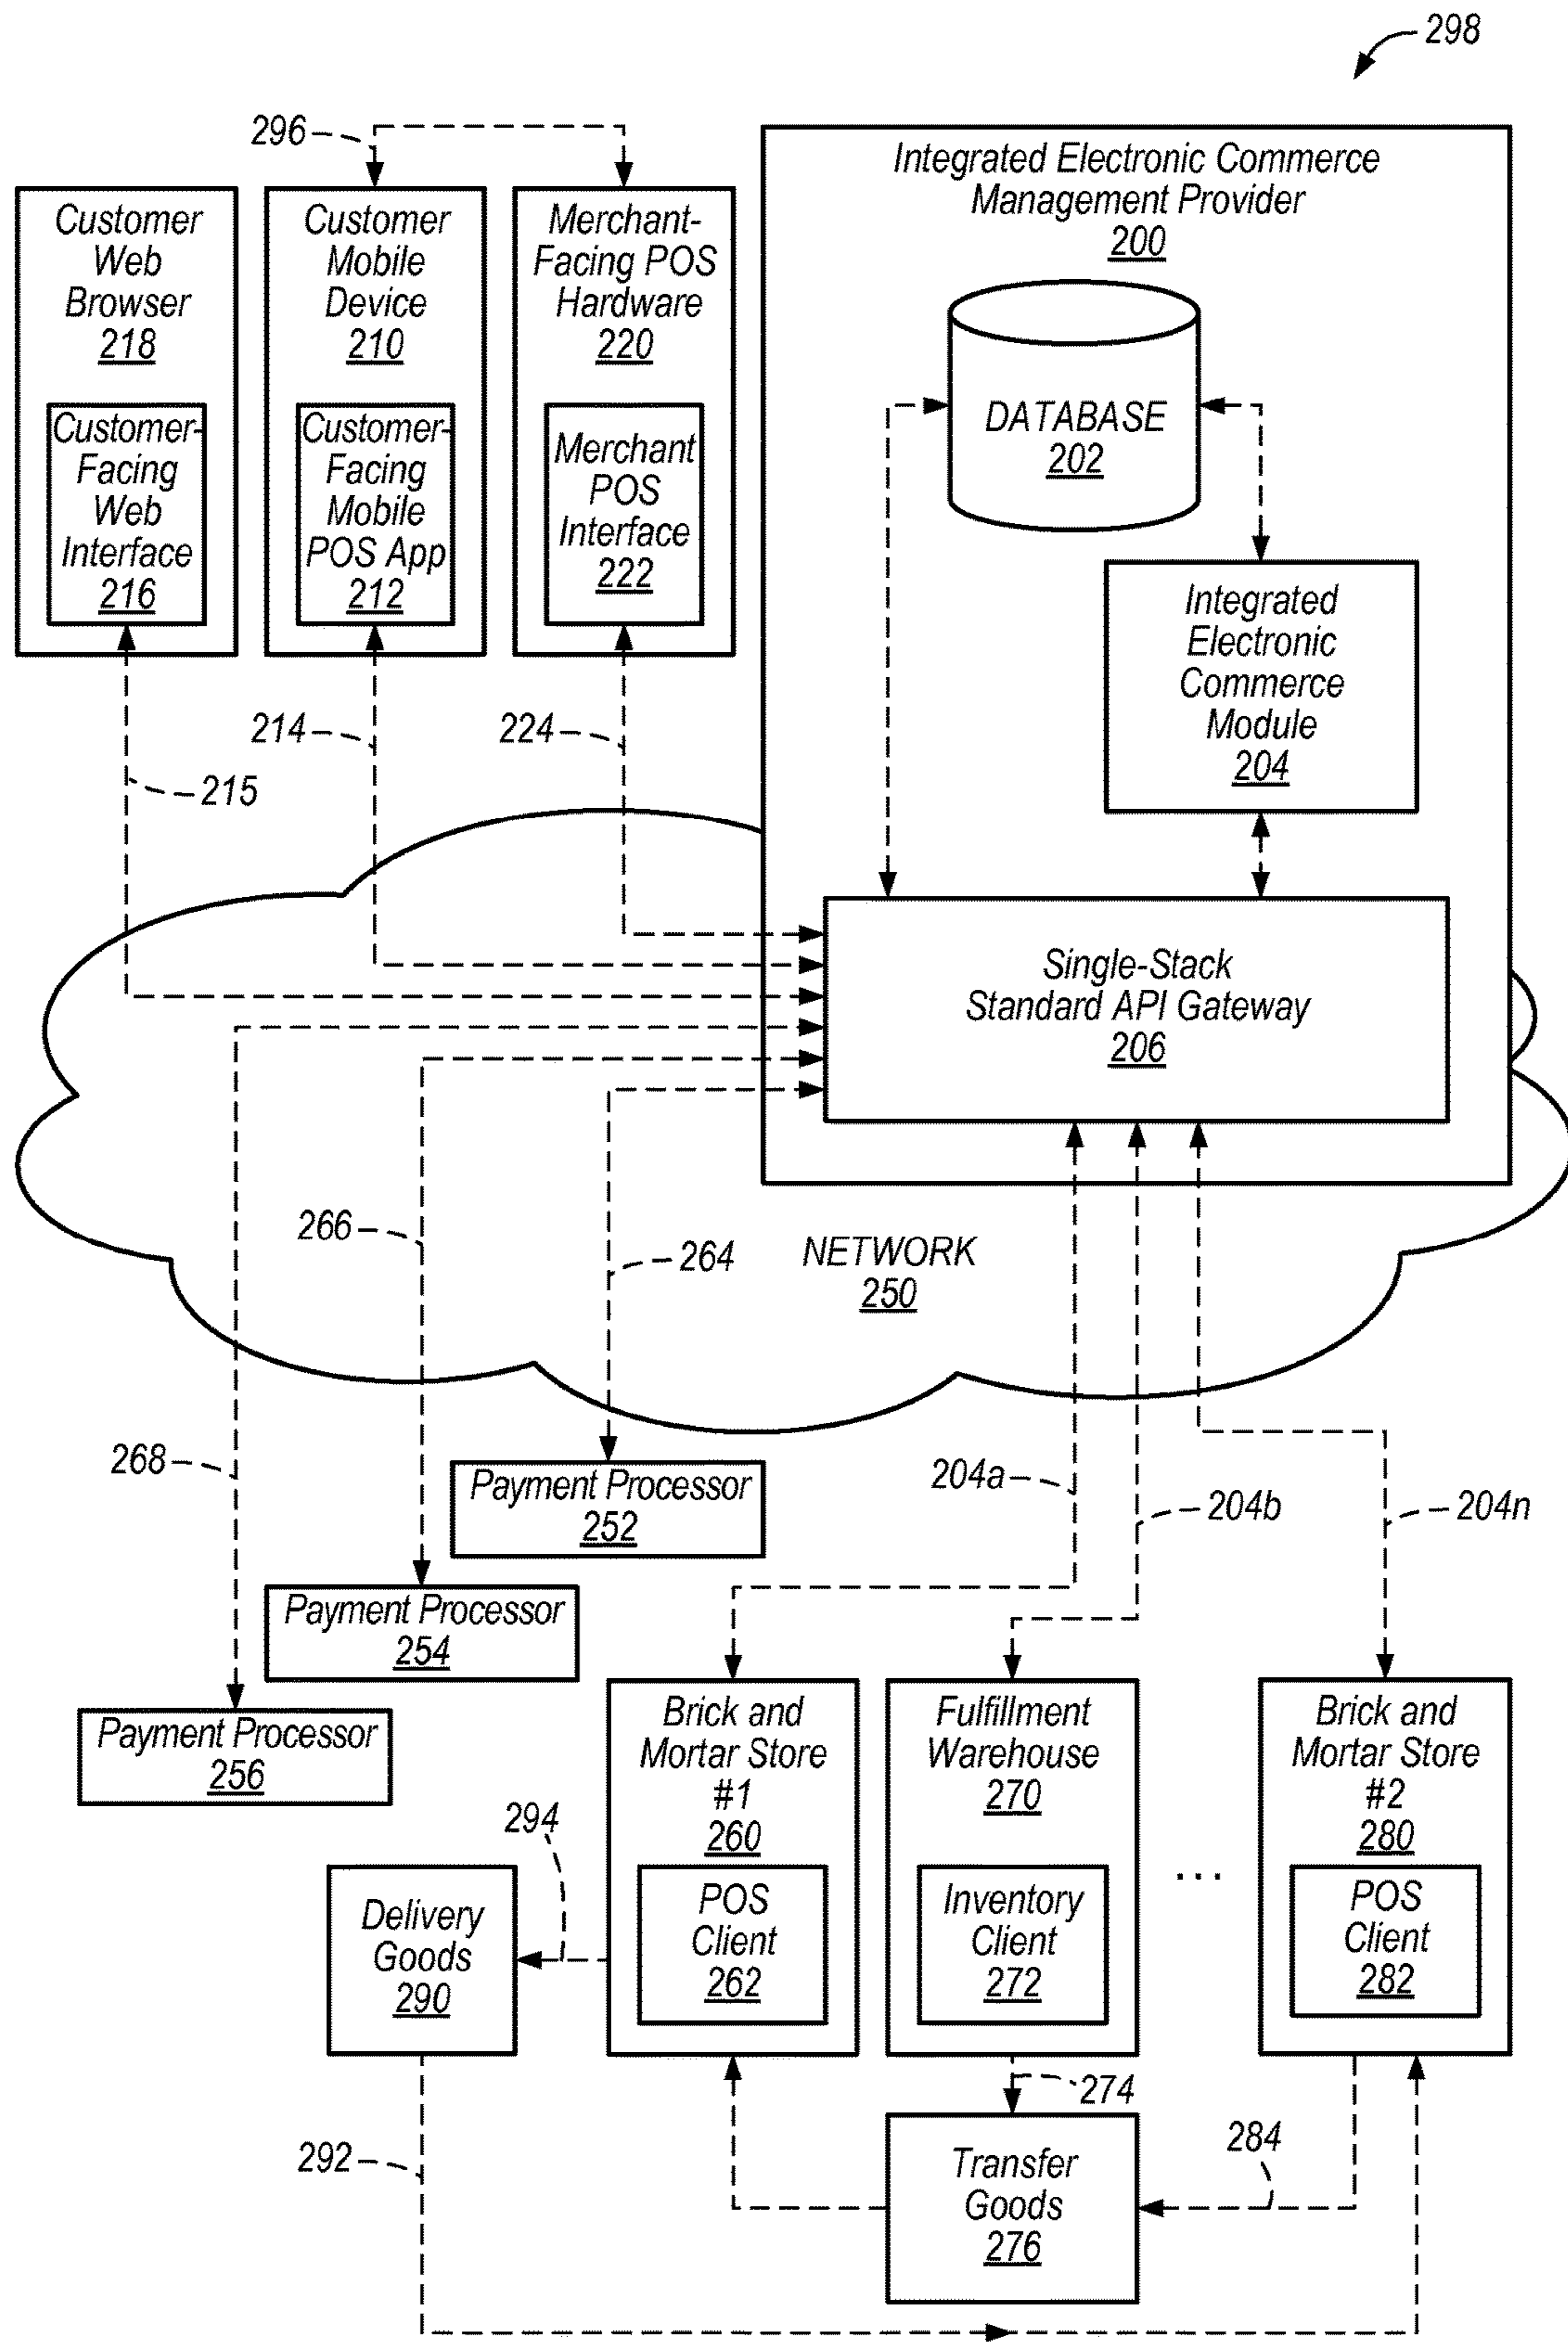 298
296
Customer
Web
Browser
218
Customer-
Facing
Web
Interface
216
Customer
Mobile
Device
210
Customer-
Facing
Mobile
POS App
212
Merchant-
Facing POS
Hardware
220
Merchant
POS
Interface
222
Integrated Electronic Commerce
Management Provider
200
DATABASE
202
Integrated
Electronic
Commerce
Module
204
214
224
215
Single-Stack
Standard API Gateway
206
266
264
NETWORK
250
268
Payment Processor
252
204a
204b
204n
Payment Processor
254
Payment Processor
256
Brick and
Mortar Store
#1
260
POS
Client
262
Fulfillment
Warehouse
270
Inventory
Client
272
...
Brick and
Mortar Store
#2
280
POS
Client
282
294
Delivery
Goods
290
274
284
292
Transfer
Goods
276